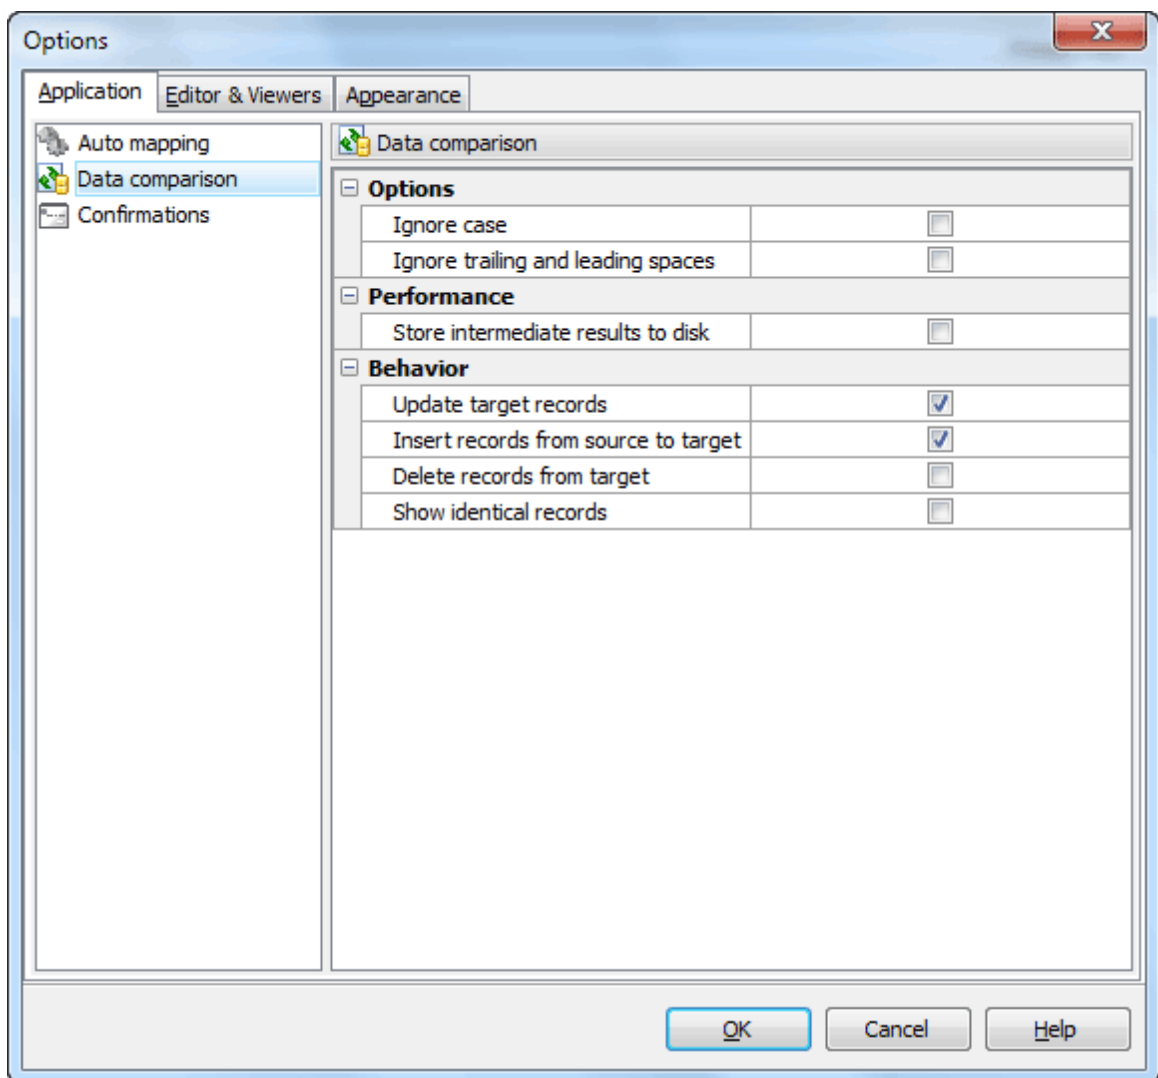 Options
Application Editor & Viewers Appearance
Auto mapping
Data comparison
Confirmations
Data comparison
Options
Ignore case
Ignore trailing and leading spaces
Performance
Store intermediate results to disk
Behavior
Update target records
Insert records from source to target
Delete records from target
Show identical records
OK Cancel Help